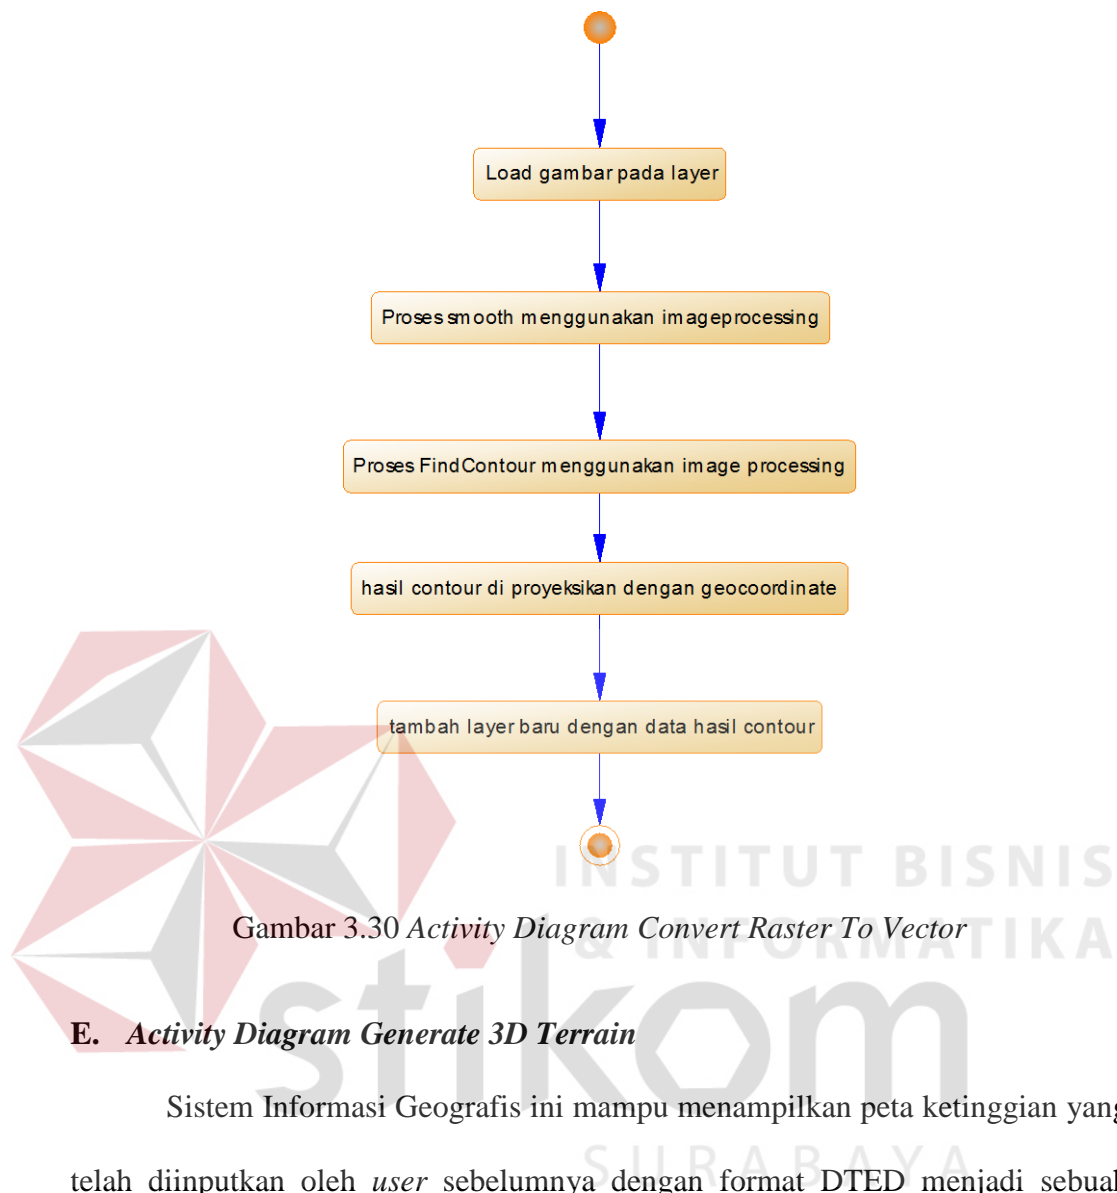 Load gambar pada layer
Proses smooth menggunakan imageprocessing
Proses FindContour menggunakan image processing
hasil contour di proyeksikan dengan geocoordinate
tambah layer baru dengan data hasil contour
INSTITUT BISNIS
& INFORMATIKA
Gambar 3.30 Activity Diagram Convert Raster To Vector
stikom
E. Activity Diagram Generate 3D Terrain
Sistem Informasi Geografis ini mampu menampilkan peta ketinggian yang
SURABAYA
telah diinputkan oleh user sebelumnya dengan format DTED menjadi sebuah